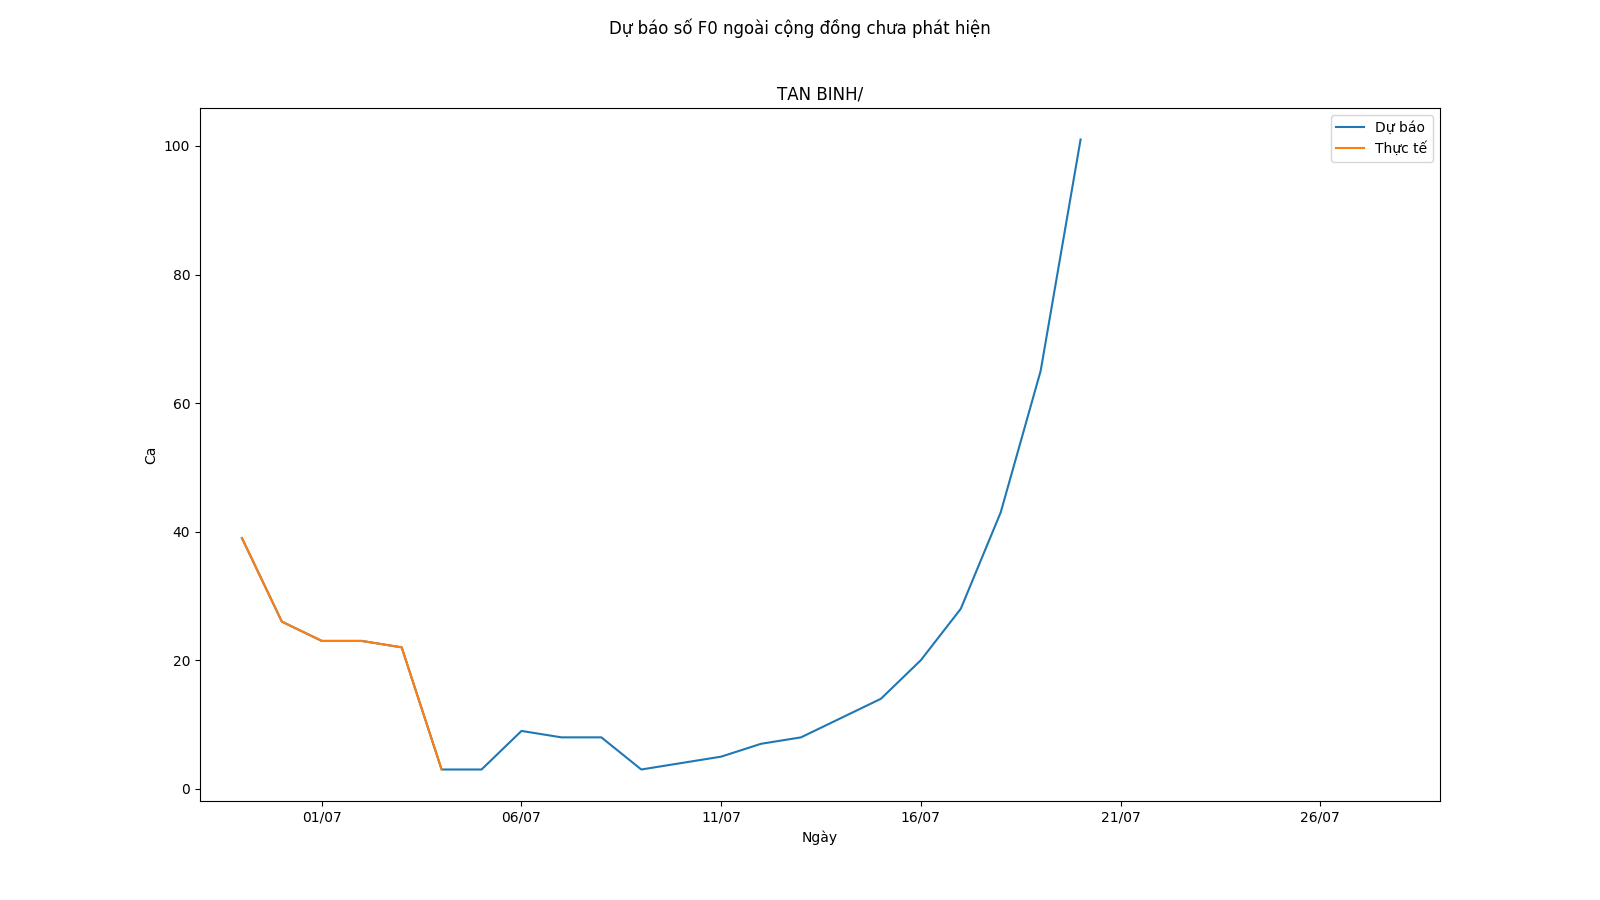 Dự báo số F0 ngoài cộng đồng chưa phát hiện
TAN BINH/
Dự báo
Thực tế
100
80
60
40
20
0
Ca
01/07 06/07 11/07 16/07 21/07 26/07
Ngày